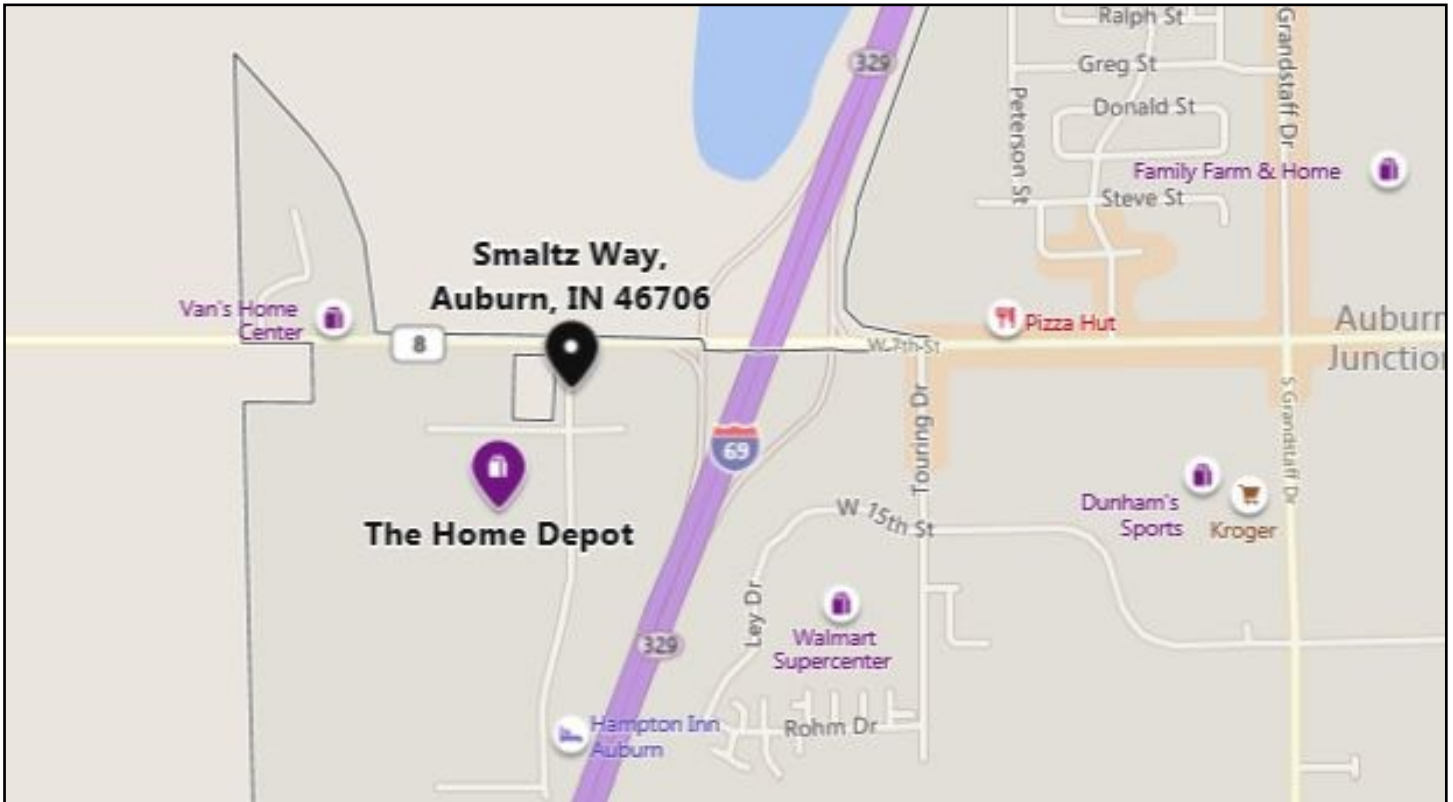 Ralph St
329
Greg St
Grandstaff Dr
Peterson St
Donald St
Family Farm & Home
Steve St
Smaltz Way,
Auburn, IN 46706
Van's Home
Center
8
Pizza Hut
Auburn
Junction
W 7th St
Touring Dr
S Grandstaff Dr
69
The Home Depot
W 15th St
Dunham's
Sports
Kroger
Ley Dr
Walmart
Supercenter
329
Hampton Inn
Auburn
Rohm Dr